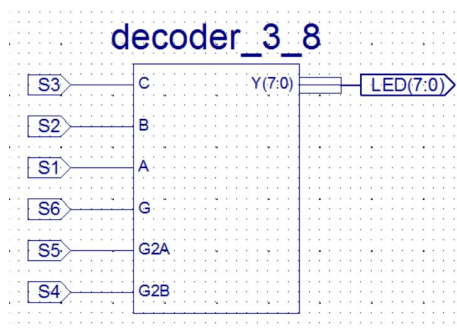 decoder_3_8
S3 C Y(7:0) LED(7:0)
S2 B
S1 A
S6 G
S5 G2A
S4 G2B